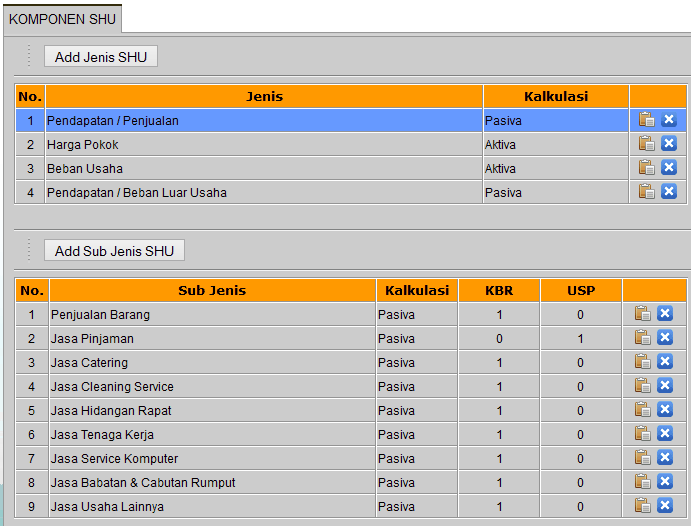 KOMPONEN SHU
Add Jenis SHU
No. Jenis Kalkulasi
1 Pendapatan / Penjualan Pasiva
2 Harga Pokok Aktiva
3 Beban Usaha Aktiva
4 Pendapatan / Beban Luar Usaha Pasiva
Add Sub Jenis SHU
No. Sub Jenis Kalkulasi KBR USP
1 Penjualan Barang Pasiva 1 0
2 Jasa Pinjaman Pasiva 0 1
3 Jasa Catering Pasiva 1 0
4 Jasa Cleaning Service Pasiva 1 0
5 Jasa Hidangan Rapat Pasiva 1 0
6 Jasa Tenaga Kerja Pasiva 1 0
7 Jasa Service Komputer Pasiva 1 0
8 Jasa Babatan & Cabutan Rumput Pasiva 1 0
9 Jasa Usaha Lainnya Pasiva 1 0